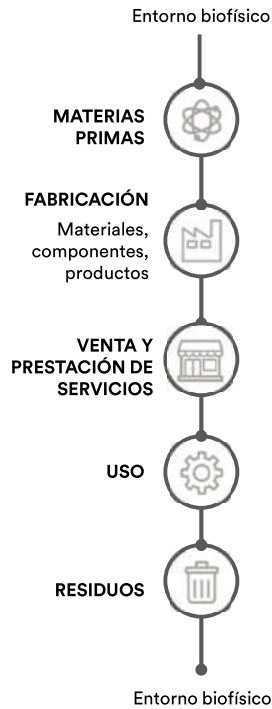 Entorno biofísico
MATERIAS
PRIMAS
FABRICACIÓN
Materiales,
componentes,
productos
VENTA Y
PRESTACIÓN DE
SERVICIOS
USO
RESIDUOS
Entorno biofísico